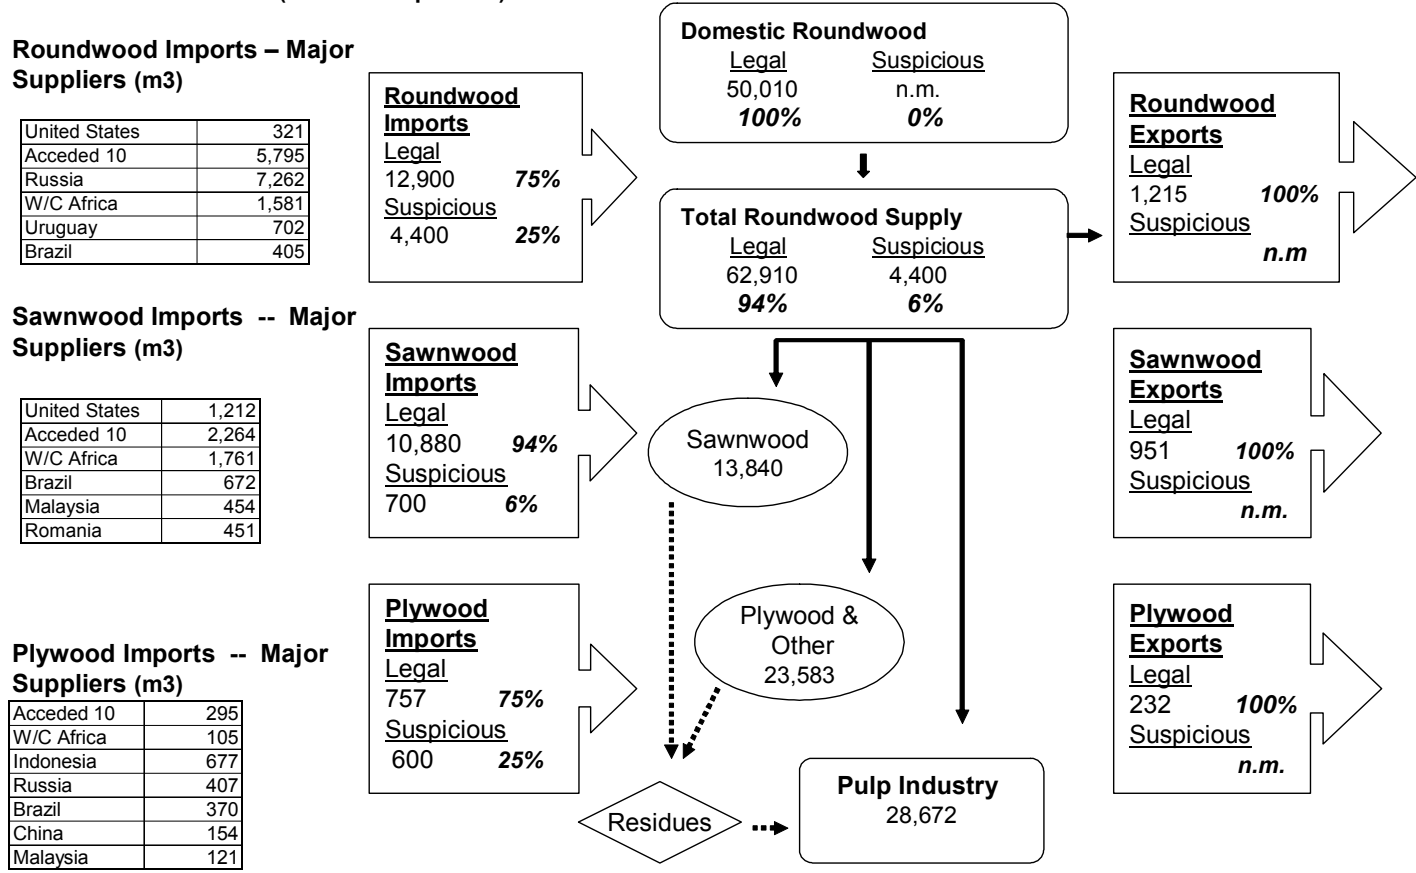 Roundwood Imports – Major
Suppliers (m3)
United States 321
Acceded 10 5,795
Russia 7,262
W/C Africa 1,581
Uruguay 702
Brazil 405
Sawnwood Imports -- Major
Suppliers (m3)
United States 1,212
Acceded 10 2,264
W/C Africa 1,761
Brazil 672
Malaysia 454
Romania 451
Plywood Imports -- Major
Suppliers (m3)
Acceded 10 295
W/C Africa 105
Indonesia 677
Russia 407
Brazil 370
China 154
Malaysia 121
Roundwood
Imports
Legal
12,900 75%
Suspicious
4,400 25%
Sawnwood
Imports
Legal
10,880 94%
Suspicious
700 6%
Plywood
Imports
Legal
757 75%
Suspicious
600 25%
Domestic Roundwood
Legal Suspicious
50,010 n.m.
100% 0%
Total Roundwood Supply
Legal Suspicious
62,910 4,400
94% 6%
Sawnwood
13,840
Plywood &
Other
23,583
Residues
Pulp Industry
28,672
Roundwood
Exports
Legal
1,215 100%
Suspicious
n.m
Sawnwood
Exports
Legal
951 100%
Suspicious
n.m.
Plywood
Exports
Legal
232 100%
Suspicious
n.m.